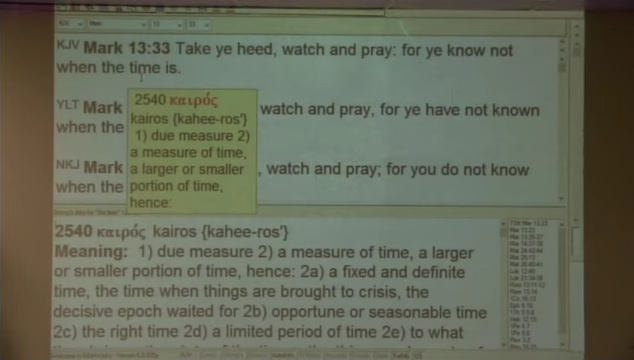 KJV Mark 13:33 Take ye heed, watch and pray: for ye know not
when the time is.
YLT Mark watch and pray, for ye have not known
when the
NKJ Mark , watch and pray; for you do not know
when the
2540 καιρός
kairos {kahee-ros'}
1) due measure 2)
a measure of time,
a larger or smaller
portion of time,
hence:
2540 καιρός kairos {kahee-ros'}
Meaning: 1) due measure 2) a measure of time, a larger
or smaller portion of time, hence: 2a) a fixed and definite
time, the time when things are brought to crisis, the
decisive epoch waited for 2b) opportune or seasonable time
2c) the right time 2d) a limited period of time 2e) to what